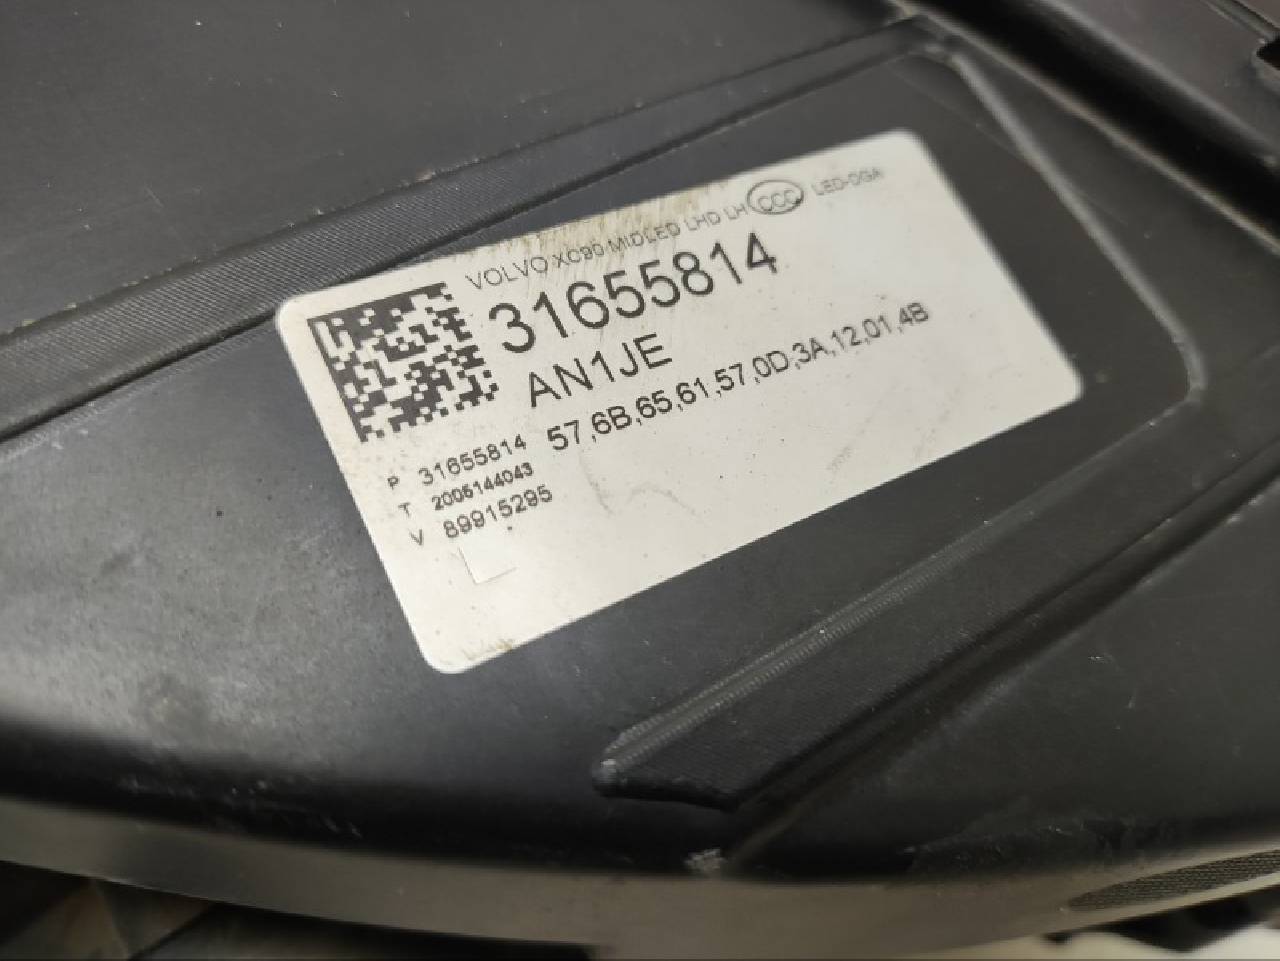 VOLVO XC90 MIDLED LHD LH CCC LED-DGA
31655814
AN1JE
57,6B,65,61,57,0D,3A,12,01,4B
P 31655814
T 2006144043
V 89915295